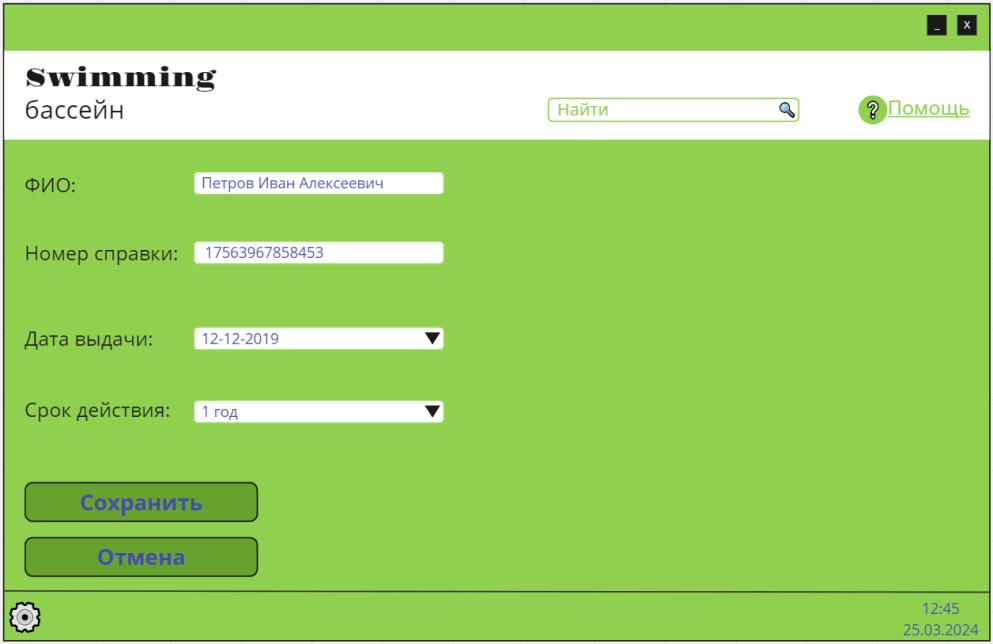 _ X
Swimming
бассейн
Найти
? Помощь
ФИО: Петров Иван Алексеевич
Номер справки: 17563967858453
Дата выдачи: 12-12-2019
Срок действия: 1 год
Сохранить
Отмена
12:45
25.03.2024